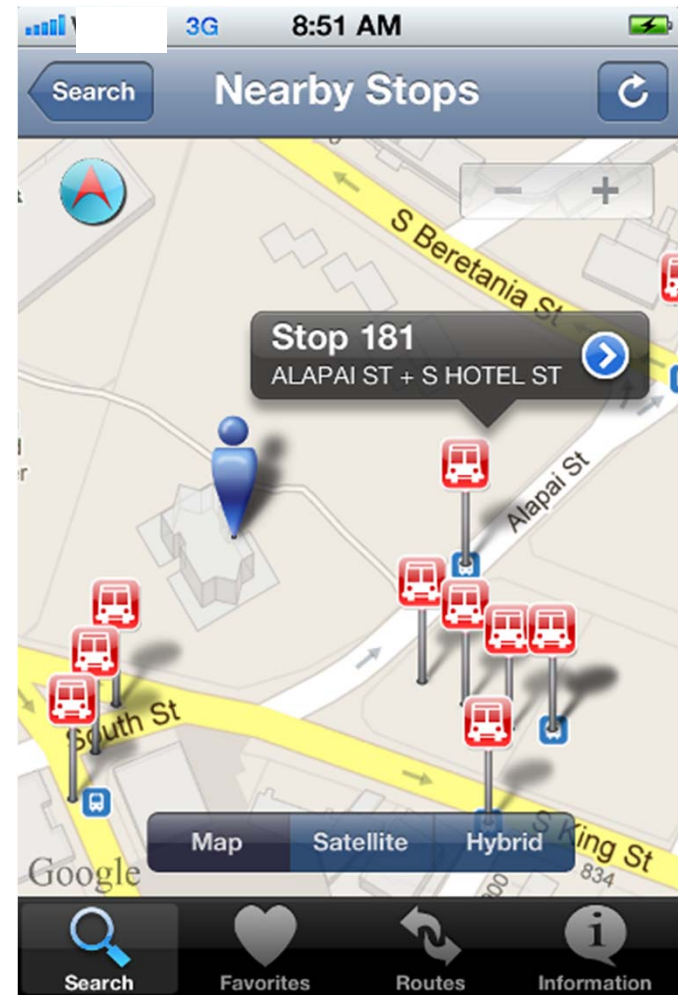 3G 8:51 AM
Search Nearby Stops
S Beretania St
Stop 181
ALAPAI ST + S HOTEL ST
Alapai St
South St
Map Satellite Hybrid
S King St
834
Google
Search Favorites Routes Information